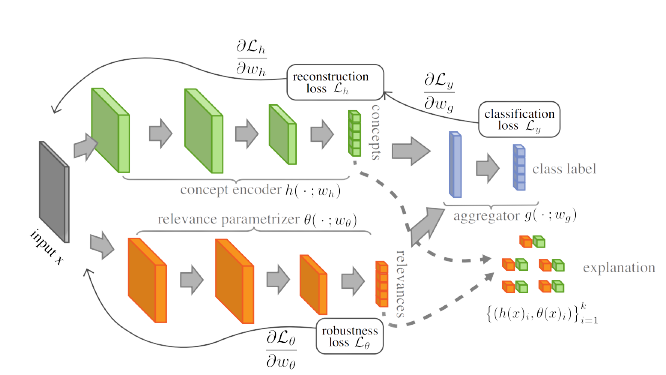 ∂ℒ_h / ∂w_h
reconstruction
loss ℒ_h
∂ℒ_y / ∂w_g
classification
loss ℒ_y
concepts
class label
concept encoder h( · ; w_h)
aggregator g( · ; w_g)
input x
relevance parametrizer θ( · ; w_θ)
relevances
explanation
{(h(x)_i, θ(x)_i)}_{i=1}^k
∂ℒ_θ / ∂w_θ
robustness
loss ℒ_θ